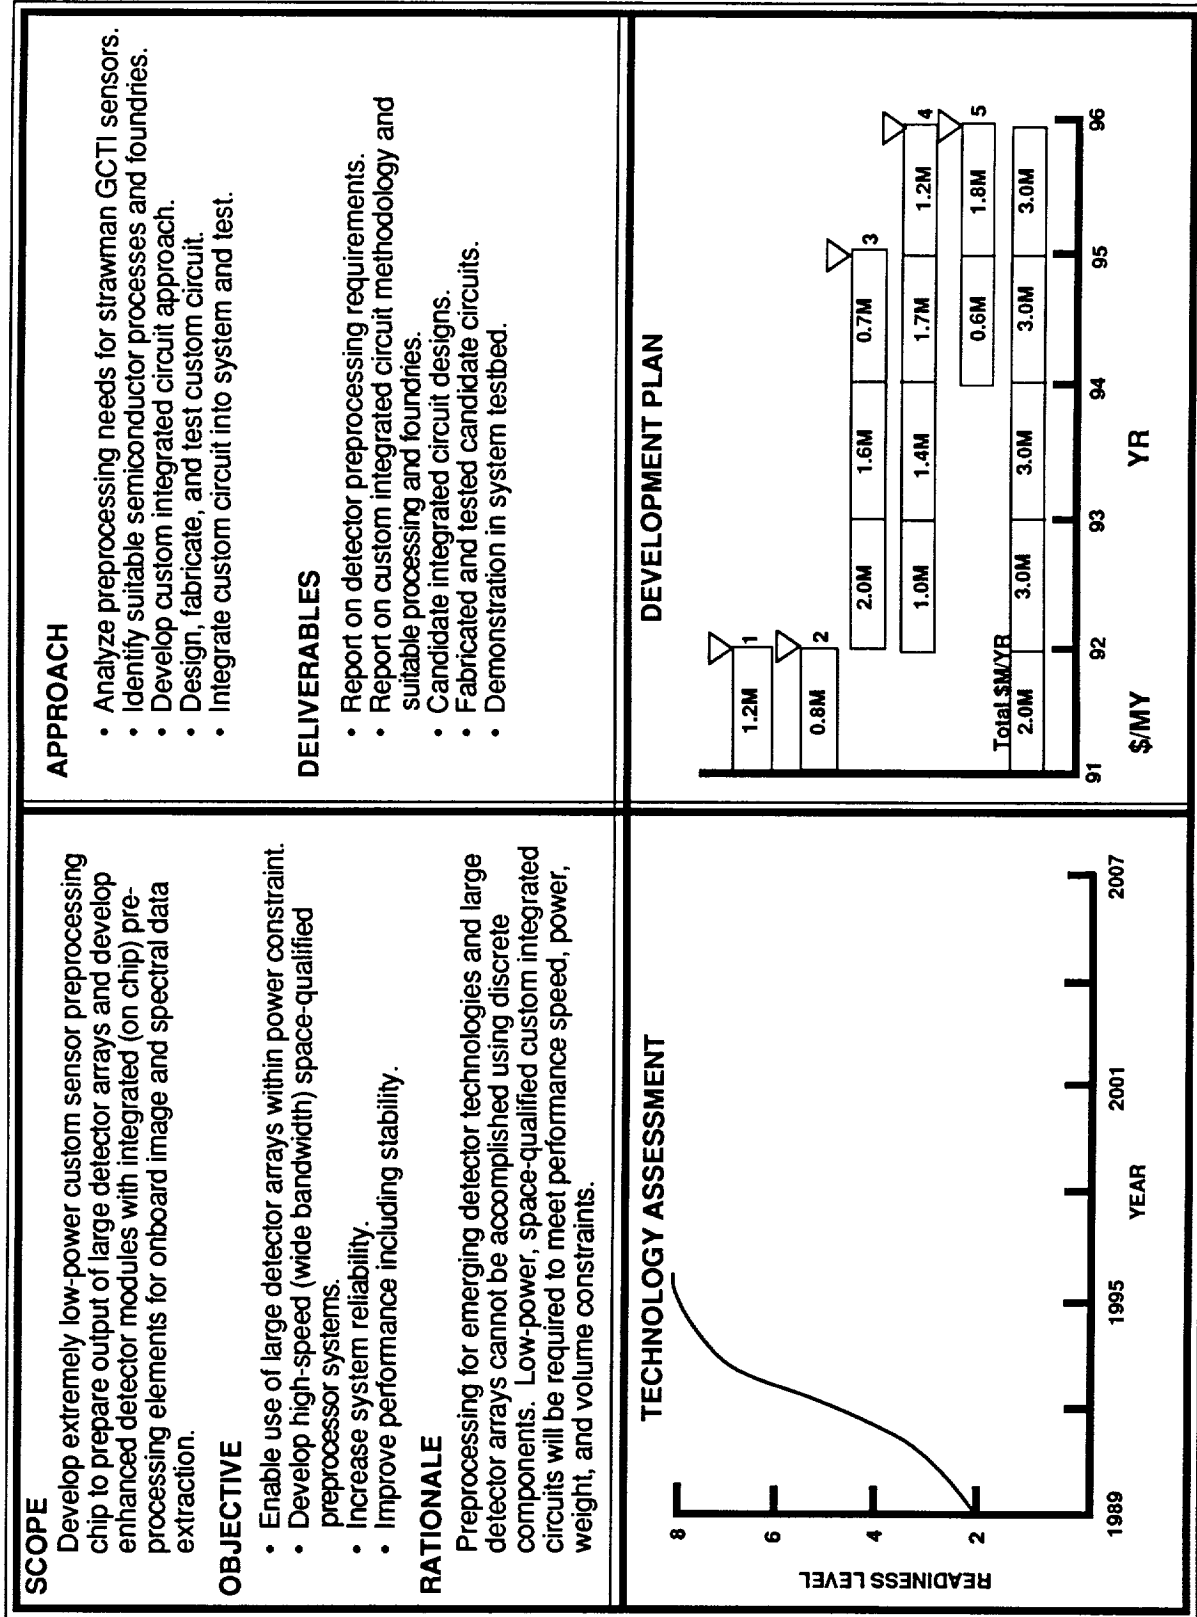 SCOPE
Develop extremely low-power custom sensor preprocessing
chip to prepare output of large detector arrays and develop
enhanced detector modules with integrated (on chip) pre-
processing elements for onboard image and spectral data
extraction.
OBJECTIVE
• Enable use of large detector arrays within power constraint.
• Develop high-speed (wide bandwidth) space-qualified
preprocessor systems.
• Increase system reliability.
• Improve performance including stability.
RATIONALE
Preprocessing for emerging detector technologies and large
detector arrays cannot be accomplished using discrete
components. Low-power, space-qualified custom integrated
circuits will be required to meet performance speed, power,
weight, and volume constraints.
APPROACH
• Analyze preprocessing needs for strawman GCTI sensors.
• Identify suitable semiconductor processes and foundries.
• Develop custom integrated circuit approach.
• Design, fabricate, and test custom circuit.
• Integrate custom circuit into system and test.
DELIVERABLES
• Report on detector preprocessing requirements.
• Report on custom integrated circuit methodology and
suitable processing and foundries.
• Candidate integrated circuit designs.
• Fabricated and tested candidate circuits.
• Demonstration in system testbed.
TECHNOLOGY ASSESSMENT
READINESS LEVEL
8
6
4
2
1989 1995 2001 2007
YEAR
DEVELOPMENT PLAN
1.2M 1
0.8M 2
2.0M 1.6M 0.7M 3
1.0M 1.4M 1.7M 1.2M 4
0.6M 1.8M 5
Total $M/YR
2.0M 3.0M 3.0M 3.0M 3.0M
91 92 93 94 95 96
$/MY YR